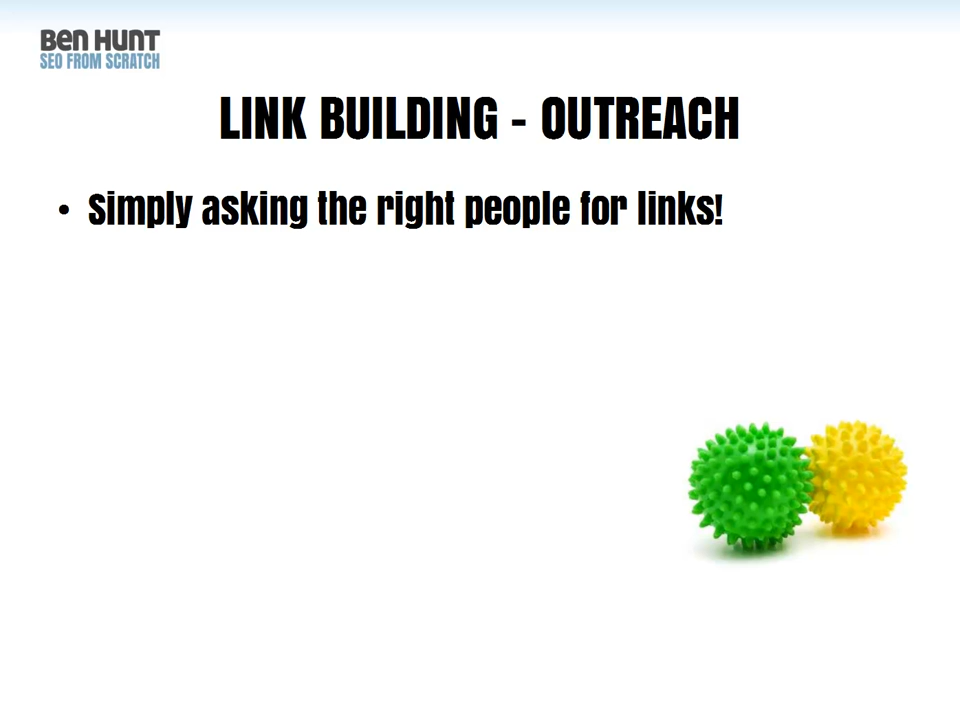 Ben Hunt
SEO FROM SCRATCH
LINK BUILDING - OUTREACH
• Simply asking the right people for links!